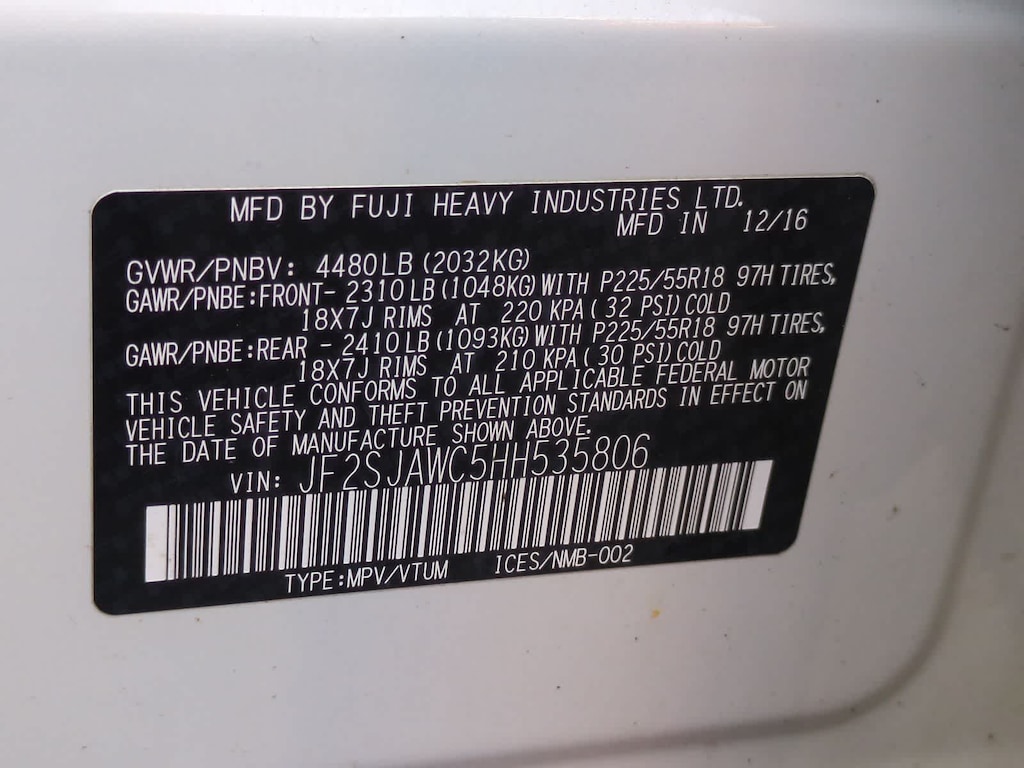 MFD BY FUJI HEAVY INDUSTRIES LTD.
MFD IN 12/16
GVWR/PNBV: 4480LB(2032KG)
GAWR/PNBE:FRONT- 2310LB(1048KG)WITH P225/55R18 97H TIRES,
18X7J RIMS AT 220 KPA(32 PSI)COLD
GAWR/PNBE:REAR - 2410LB(1093KG)WITH P225/55R18 97H TIRES,
18X7J RIMS AT 210 KPA(30 PSI)COLD
THIS VEHICLE CONFORMS TO ALL APPLICABLE FEDERAL MOTOR
VEHICLE SAFETY AND THEFT PREVENTION STANDARDS IN EFFECT ON
THE DATE OF MANUFACTURE SHOWN ABOVE.
VIN: JF2SJAWC5HH535806
TYPE:MPV/VTUM ICES/NMB-002